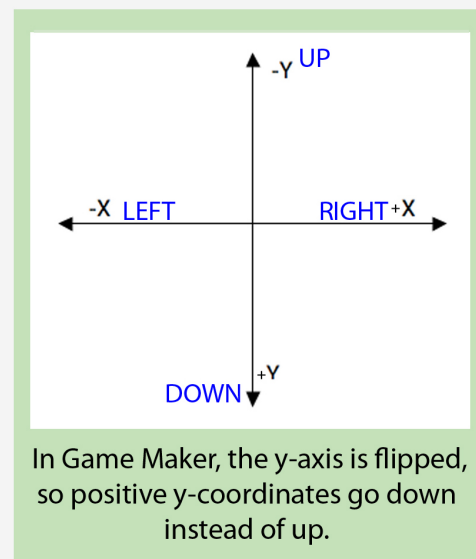 -Y UP
-X LEFT RIGHT +X
+Y
DOWN
In Game Maker, the y-axis is flipped,
so positive y-coordinates go down
instead of up.